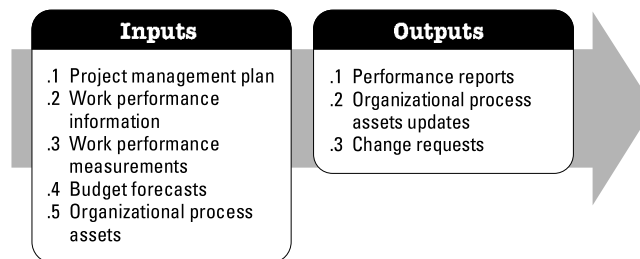 Inputs
.1 Project management plan
.2 Work performance
information
.3 Work performance
measurements
.4 Budget forecasts
.5 Organizational process
assets
Outputs
.1 Performance reports
.2 Organizational process
assets updates
.3 Change requests